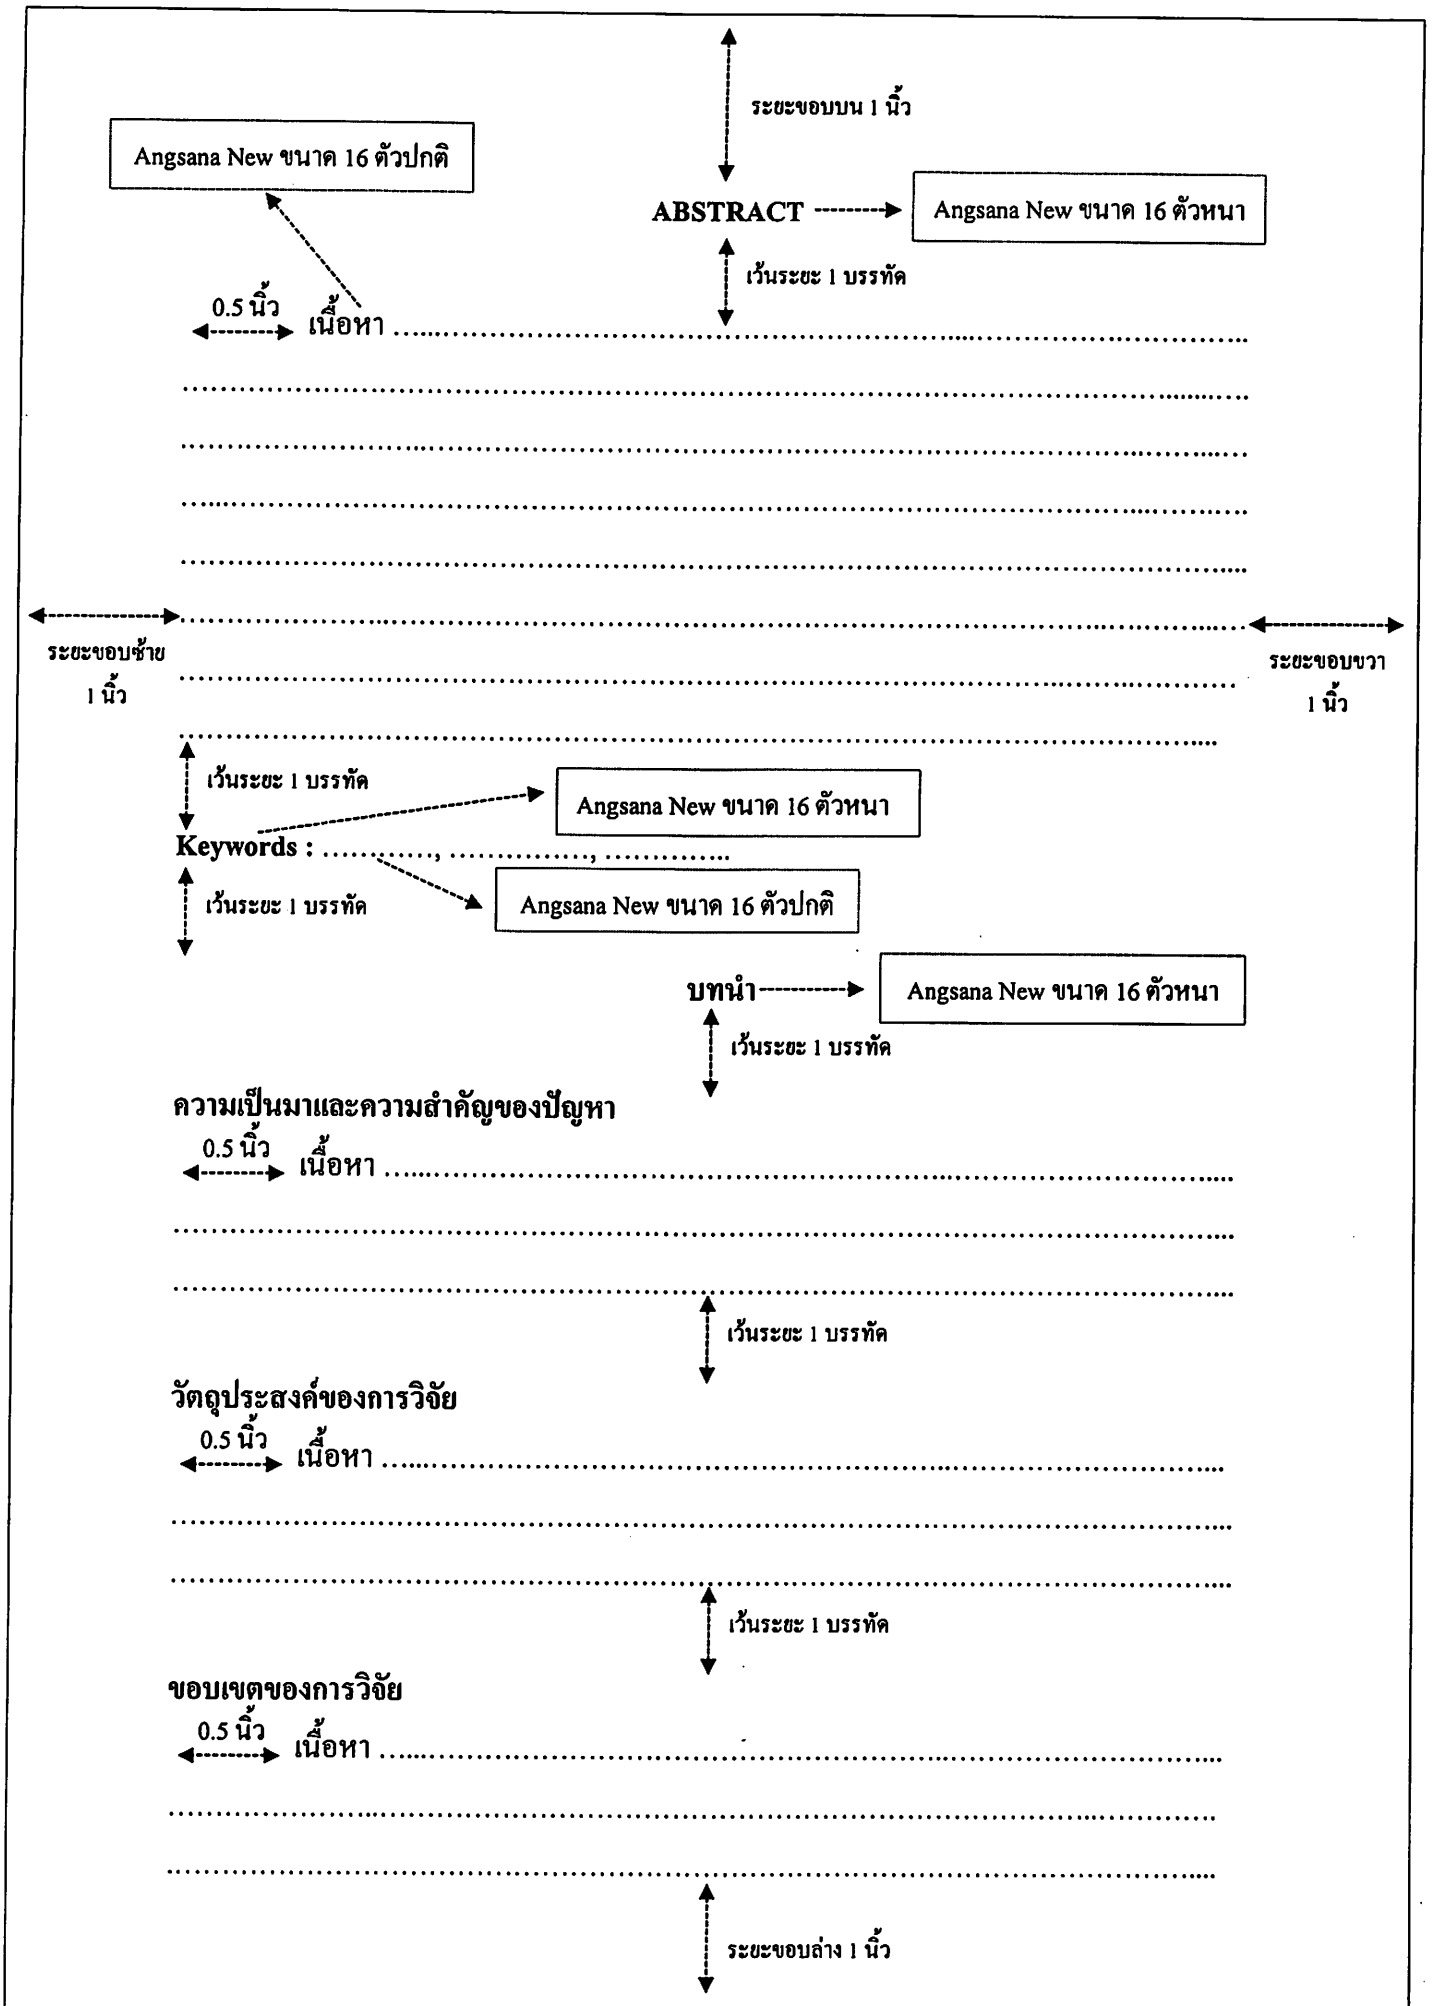 ระยะขอบบน 1 นิ้ว
Angsana New ขนาด 16 ตัวปกติ
ABSTRACT
Angsana New ขนาด 16 ตัวหนา
เว้นระยะ 1 บรรทัด
0.5 นิ้ว
เนื้อหา ..............................................................
ระยะขอบซ้าย
1 นิ้ว
ระยะขอบขวา
1 นิ้ว
เว้นระยะ 1 บรรทัด
Angsana New ขนาด 16 ตัวหนา
Keywords : …………, ……………, …………..
เว้นระยะ 1 บรรทัด
Angsana New ขนาด 16 ตัวปกติ
บทนำ
Angsana New ขนาด 16 ตัวหนา
เว้นระยะ 1 บรรทัด
ความเป็นมาและความสำคัญของปัญหา
0.5 นิ้ว
เนื้อหา ..............................................................
เว้นระยะ 1 บรรทัด
วัตถุประสงค์ของการวิจัย
0.5 นิ้ว
เนื้อหา ..............................................................
เว้นระยะ 1 บรรทัด
ขอบเขตของการวิจัย
0.5 นิ้ว
เนื้อหา ..............................................................
ระยะขอบล่าง 1 นิ้ว